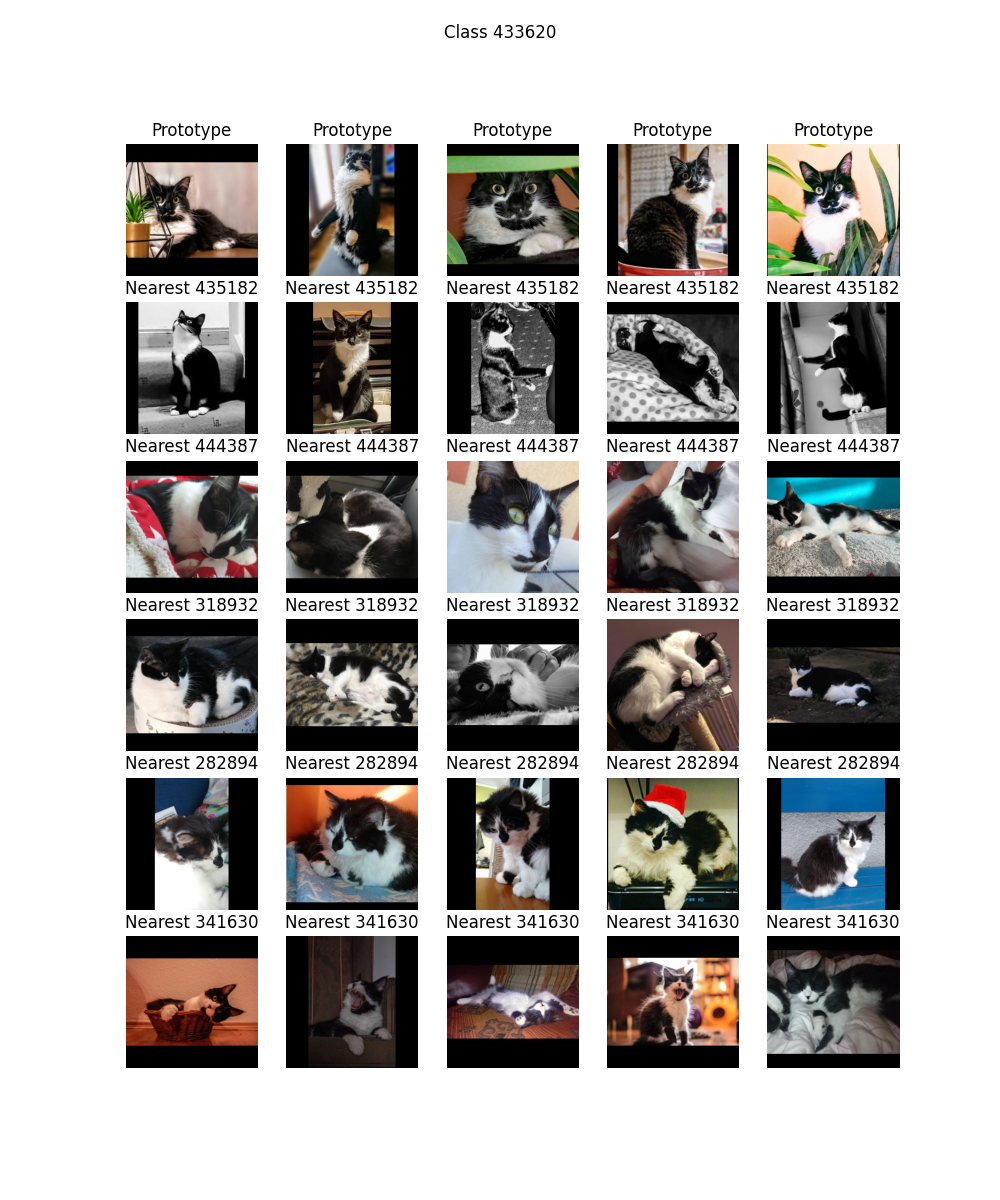 Class 433620
Prototype Prototype Prototype Prototype Prototype
Nearest 435182 Nearest 435182 Nearest 435182 Nearest 435182 Nearest 435182
Nearest 444387 Nearest 444387 Nearest 444387 Nearest 444387 Nearest 444387
Nearest 318932 Nearest 318932 Nearest 318932 Nearest 318932 Nearest 318932
Nearest 282894 Nearest 282894 Nearest 282894 Nearest 282894 Nearest 282894
Nearest 341630 Nearest 341630 Nearest 341630 Nearest 341630 Nearest 341630